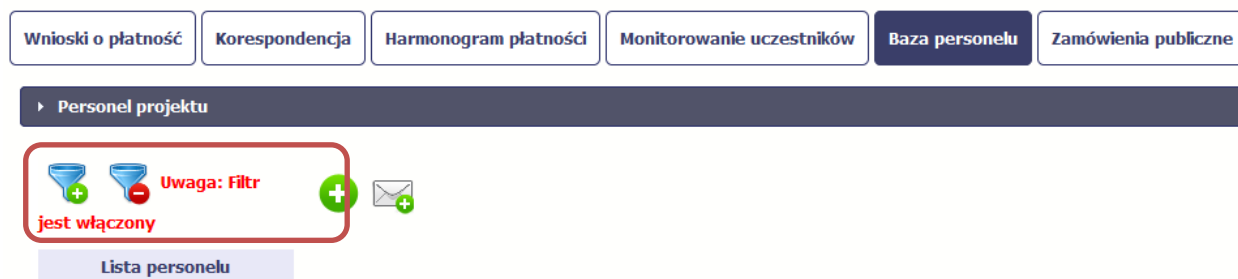 Wnioski o płatność Korespondencja Harmonogram płatności Monitorowanie uczestników Baza personelu Zamówienia publiczne
Personel projektu
Uwaga: Filtr
jest włączony
Lista personelu